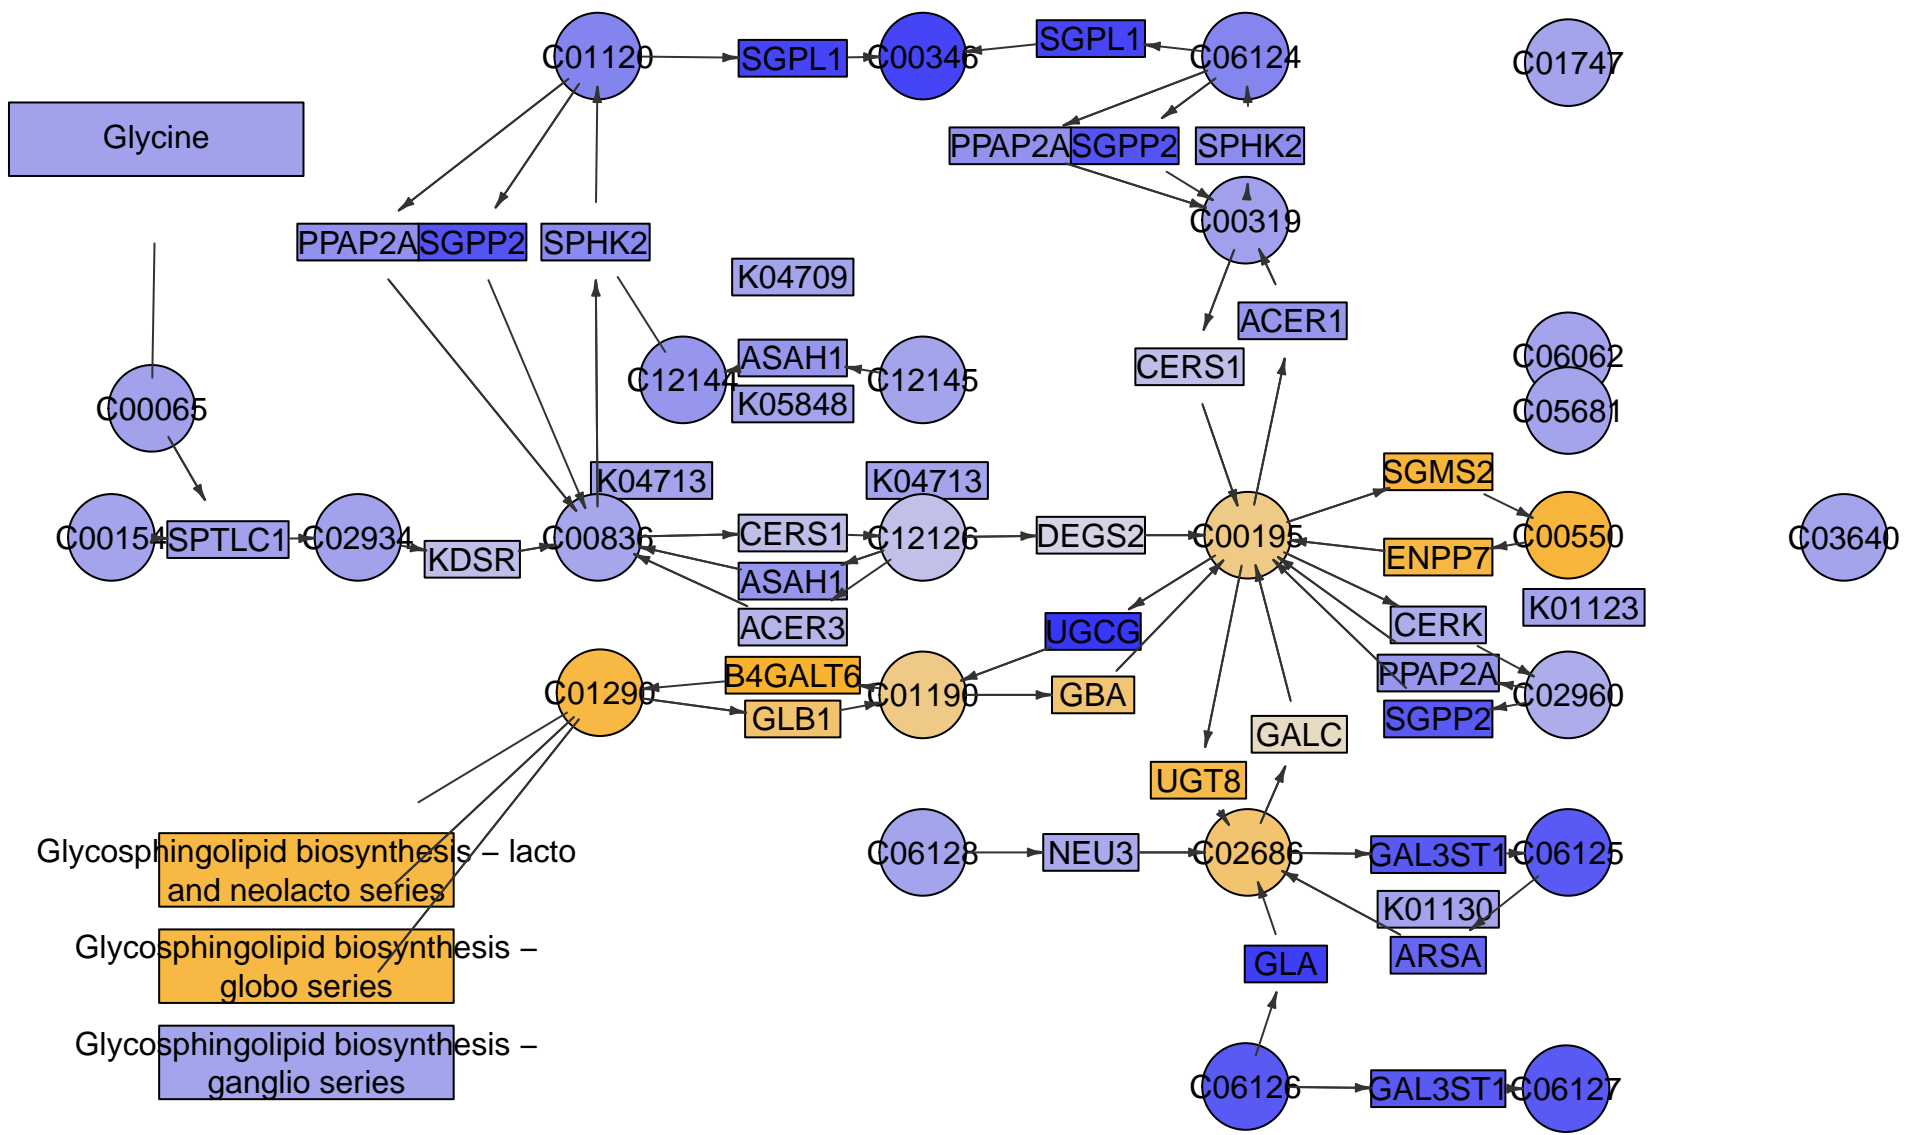 C01120
SGPL1
C00346
SGPL1
C06124
C01747
Glycine
PPAP2A
SGPP2
SPHK2
C00319
PPAP2A
SGPP2
SPHK2
K04709
ACER1
C06062
ASAH1
CERS1
C12144
C12145
K05848
C00065
C05681
K04713
K04713
SGMS2
C00154
SPTLC1
C02934
KDSR
C00836
CERS1
C12126
DEGS2
C00195
C00550
C03640
ENPP7
ASAH1
K01123
ACER3
UGCG
CERK
B4GALT6
PPAP2A
C01290
C01190
GBA
C02960
GLB1
SGPP2
GALC
UGT8
Glycosphingolipid biosynthesis – lacto
and neolacto series
C06128
NEU3
C02686
GAL3ST1
C06125
K01130
Glycosphingolipid biosynthesis –
globo series
GLA
ARSA
Glycosphingolipid biosynthesis –
ganglio series
C06126
GAL3ST1
C06127